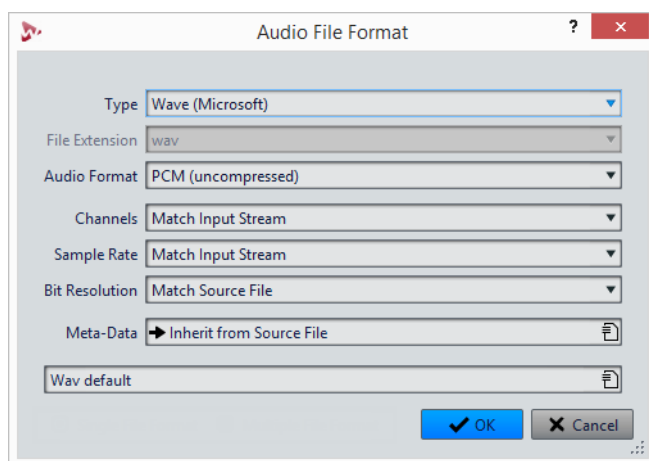 Audio File Format
?
Type Wave (Microsoft)
File Extension wav
Audio Format PCM (uncompressed)
Channels Match Input Stream
Sample Rate Match Input Stream
Bit Resolution Match Source File
Meta-Data Inherit from Source File
Wav default
OK Cancel